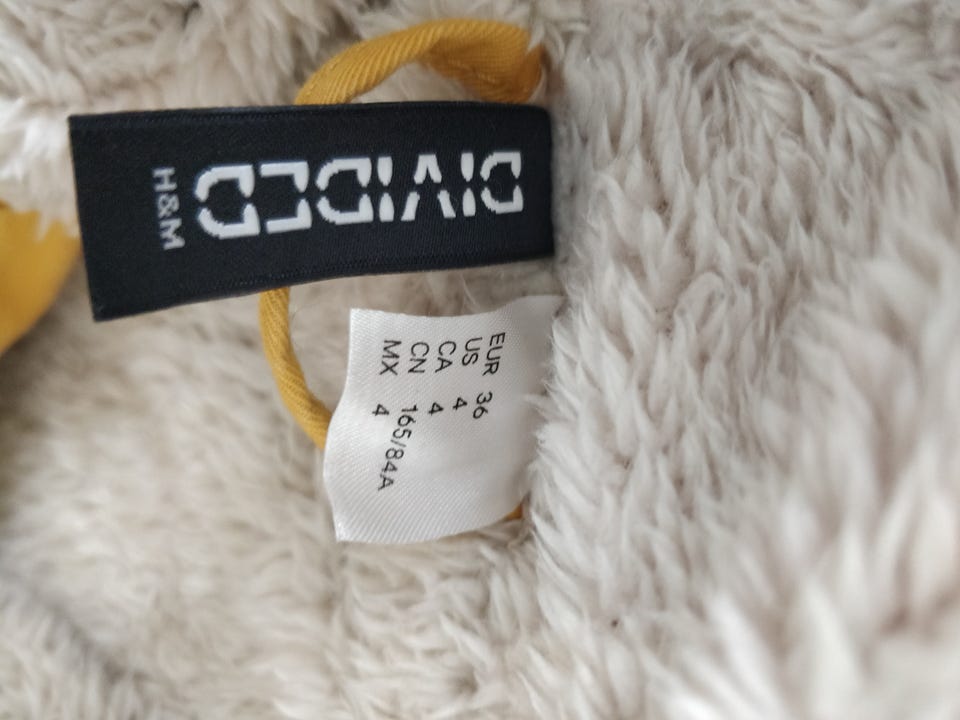 DIVIDED
H&M
EUR 36
US 4
CA 4
CN 165/84A
MX 4